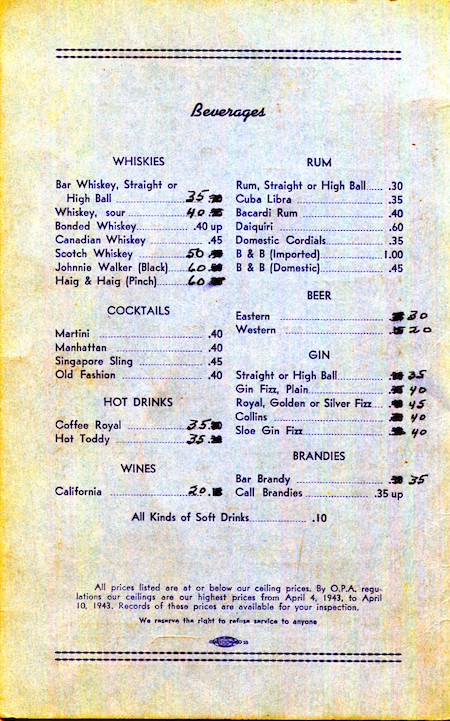 Beverages
WHISKIES
Bar Whiskey, Straight or
High Ball 35
Whiskey, sour 40
Bonded Whiskey .40 up
Canadian Whiskey .45
Scotch Whiskey 50
Johnnie Walker (Black) 60
Haig & Haig (Pinch) 60
COCKTAILS
Martini .40
Manhattan .40
Singapore Sling .45
Old Fashion .40
HOT DRINKS
Coffee Royal 35
Hot Toddy 35
WINES
California 20
RUM
Rum, Straight or High Ball .30
Cuba Libra .35
Bacardi Rum .40
Daiquiri .60
Domestic Cordials .35
B & B (Imported) 1.00
B & B (Domestic) .45
BEER
Eastern 30
Western 20
GIN
Straight or High Ball 35
Gin Fizz, Plain 40
Royal, Golden or Silver Fizz 45
Collins 40
Sloe Gin Fizz 40
BRANDIES
Bar Brandy 35
Call Brandies .35 up
All Kinds of Soft Drinks .10
All prices listed are at or below our ceiling prices. By O.P.A. regu-
lations our ceilings are our highest prices from April 4, 1943, to April
10, 1943. Records of these prices are available for your inspection.
We reserve the right to refuse service to anyone